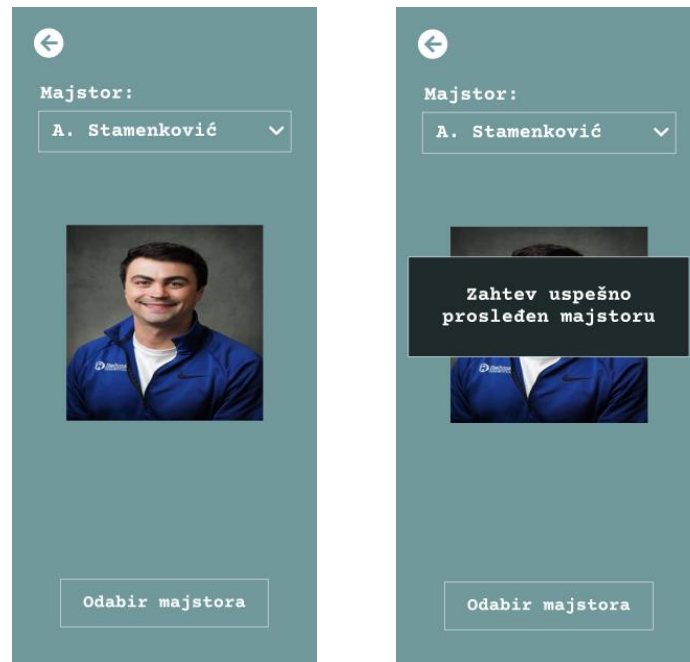 Majstor:
A. Stamenković
Odabir majstora
Majstor:
A. Stamenković
Zahtev uspešno
prosleđen majstoru
Odabir majstora